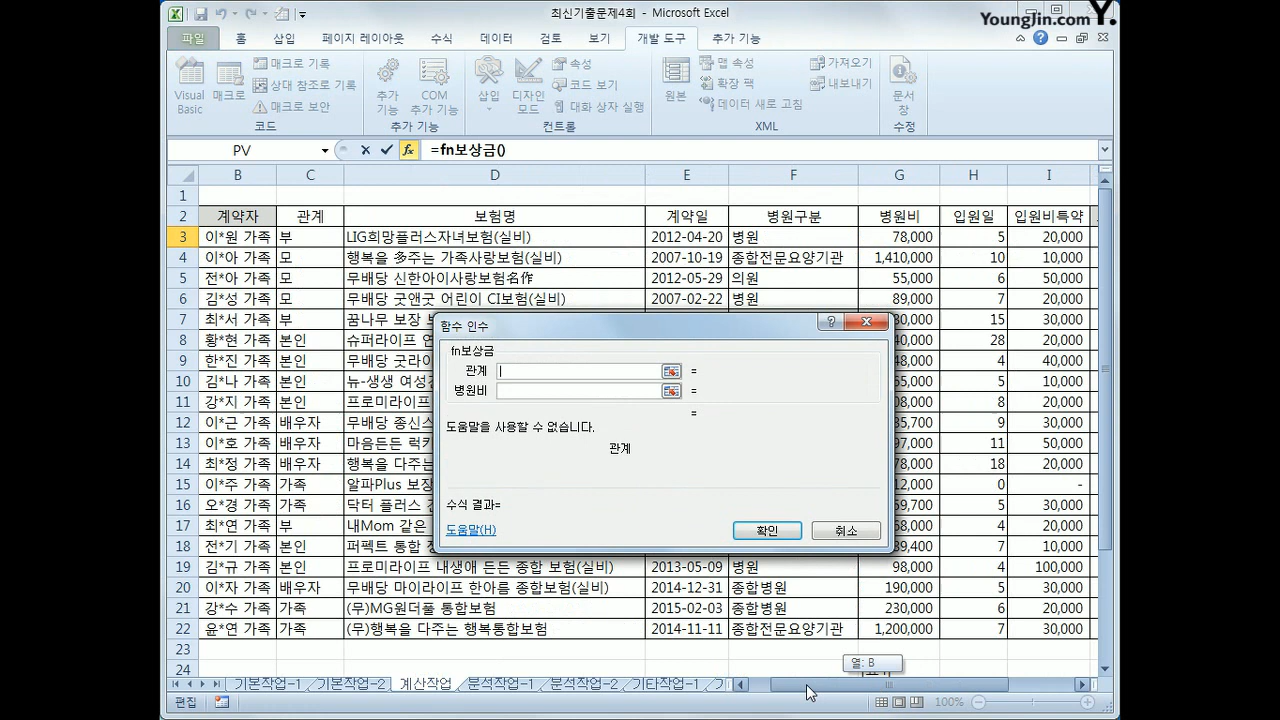 최신기출문제4회 - Microsoft Excel
YoungJin.com Y.
파일 홈 삽입 페이지 레이아웃 수식 데이터 검토 보기 개발 도구 추가 기능
Visual Basic 매크로 매크로 기록 상대 참조로 기록 매크로 보안 코드
추가 기능 COM 추가 기능 추가 기능
삽입 디자인 모드 속성 코드 보기 대화 상자 실행 컨트롤
원본 맵 속성 확장 팩 데이터 새로 고침 가져오기 내보내기 XML
문서 창 수정
PV =fn보상금()
B C D E F G H I
1
2 계약자 관계 보험명 계약일 병원구분 병원비 입원일 입원비특약
3 이*원 가족 부 LIG희망플러스자녀보험(실비) 2012-04-20 병원 78,000 5 20,000
4 이*아 가족 모 행복을 多주는 가족사랑보험(실비) 2007-10-19 종합전문요양기관 1,410,000 10 10,000
5 전*아 가족 모 무배당 신한아이사랑보험名作 2012-05-29 의원 55,000 6 50,000
6 김*성 가족 모 무배당 굿앤굿 어린이 CI보험(실비) 2007-02-22 병원 89,000 7 20,000
7 최*서 가족 부 꿈나무 보장 15 30,000
8 황*현 가족 본인 슈퍼라이프 28 20,000
9 한*진 가족 본인 무배당 굿라이 4 40,000
10 김*나 가족 본인 뉴-생생 여성 5 10,000
11 강*지 가족 본인 프로미라이프 8 20,000
12 이*근 가족 배우자 무배당 종신 9 30,000
13 이*호 가족 배우자 마음든든 럭키 11 50,000
14 최*정 가족 배우자 행복을 다주는 18 20,000
15 이*주 가족 가족 알파Plus 보장 0 -
16 오*경 가족 가족 닥터 플러스 5 30,000
17 최*연 가족 부 내Mom 같은 4 20,000
18 전*기 가족 본인 퍼펙트 통합 7 10,000
19 김*규 가족 본인 프로미라이프 내생애 든든 종합 보험(실비) 2013-05-09 병원 98,000 4 100,000
20 이*자 가족 배우자 무배당 마이라이프 한아름 종합보험(실비) 2014-12-31 종합병원 190,000 5 30,000
21 강*수 가족 가족 (무)MG원더풀 통합보험 2015-02-03 종합병원 230,000 6 20,000
22 윤*연 가족 가족 (무)행복을 다주는 행복통합보험 2014-11-11 종합전문요양기관 1,200,000 7 30,000
23
24
함수 인수
fn보상금
관계 =
병원비 =
=
도움말을 사용할 수 없습니다.
관계
수식 결과=
도움말(H) 확인 취소
열: B
기본작업-1 기본작업-2 계산작업 분석작업-1 분석작업-2 기타작업-1
편집 100%